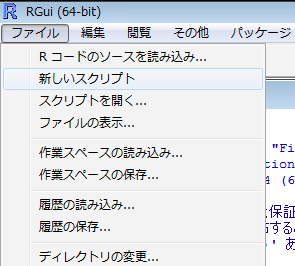 RGui (64-bit)
ファイル 編集 閲覧 その他 パッケージ
R コードのソースを読み込み...
新しいスクリプト
スクリプトを開く...
ファイルの表示...
作業スペースの読み込み...
作業スペースの保存...
履歴の読み込み...
履歴の保存...
ディレクトリの変更...
"Fi
ction
(6
保証
' あ